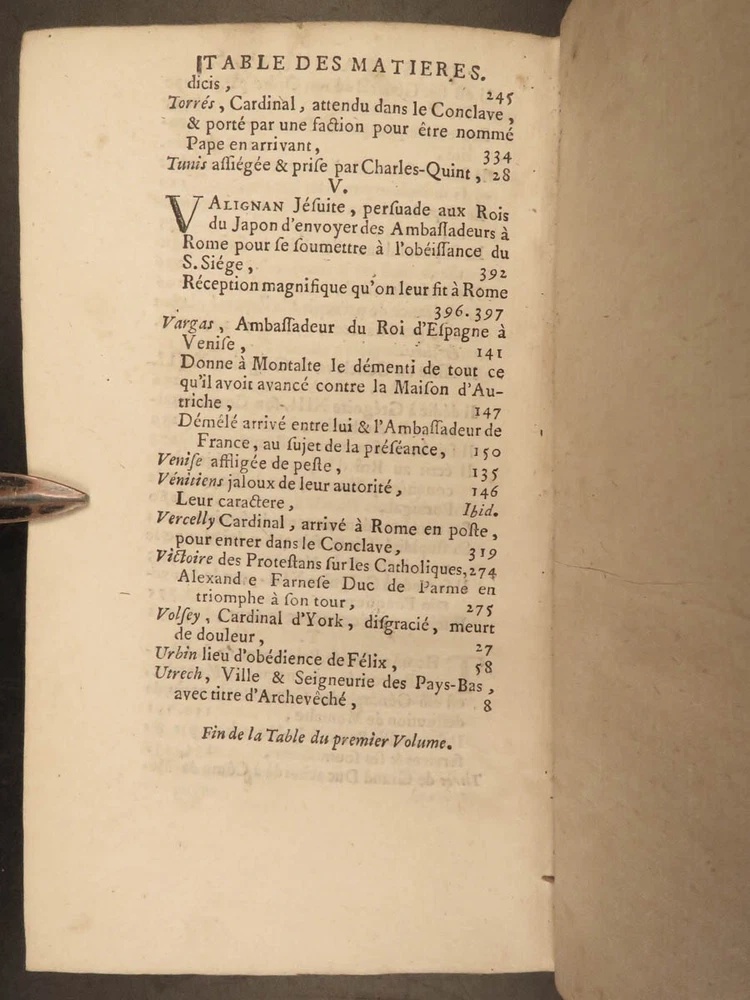 TABLE DES MATIERES.
dicis, 245
Torrés, Cardinal, attendu dans le Conclave,
& porté par une faction pour être nommé
Pape en arrivant, 334
Tunis aſſiégée & priſe par Charles-Quint, 28
V.
VALIGNAN Jéſuite, perſuade aux Rois
du Japon d'envoyer des Ambaſſadeurs à
Rome pour ſe ſoumettre à l'obéiſſance du
S. Siége, 392
Réception magnifique qu'on leur fit à Rome
396. 397
Vargas, Ambaſſadeur du Roi d'Eſpagne à
Veniſe, 141
Donne à Montalte le démenti de tout ce
qu'il avoit avancé contre la Maiſon d'Au-
triche, 147
Démélé arrivé entre lui & l'Ambaſſadeur de
France, au ſujet de la préſéance, 150
Veniſe affligée de peſte, 135
Vénitiens jaloux de leur autorité, 146
Leur caractere, Ibid.
Vercelly Cardinal, arrivé à Rome en poſte,
pour entrer dans le Conclave, 319
Victoire des Proteſtans ſur les Catholiques, 274
Alexand e Farneſe Duc de Parme en
triomphe à ſon tour, 275
Volſey, Cardinal d'York, diſgracié, meurt
de douleur, 27
Urbin lieu d'obédience de Félix, 58
Utrech, Ville & Seigneurie des Pays-Bas,
avec titre d'Archevêché, 8
Fin de la Table du premier Volume.